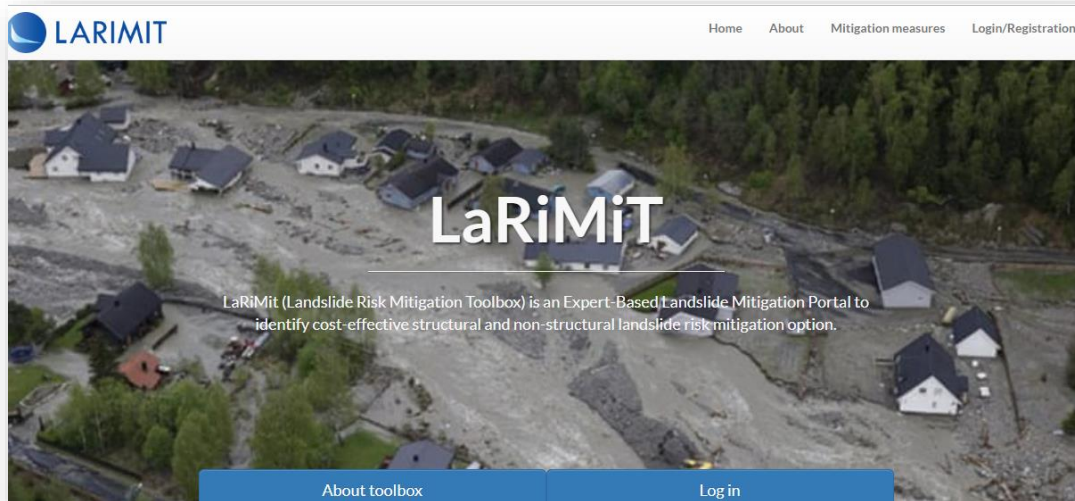 LARIMIT
Home About Mitigation measures Login/Registration
LaRiMiT
LaRiMit (Landslide Risk Mitigation Toolbox) is an Expert-Based Landslide Mitigation Portal to
identify cost-effective structural and non-structural landslide risk mitigation option.
About toolbox Log in